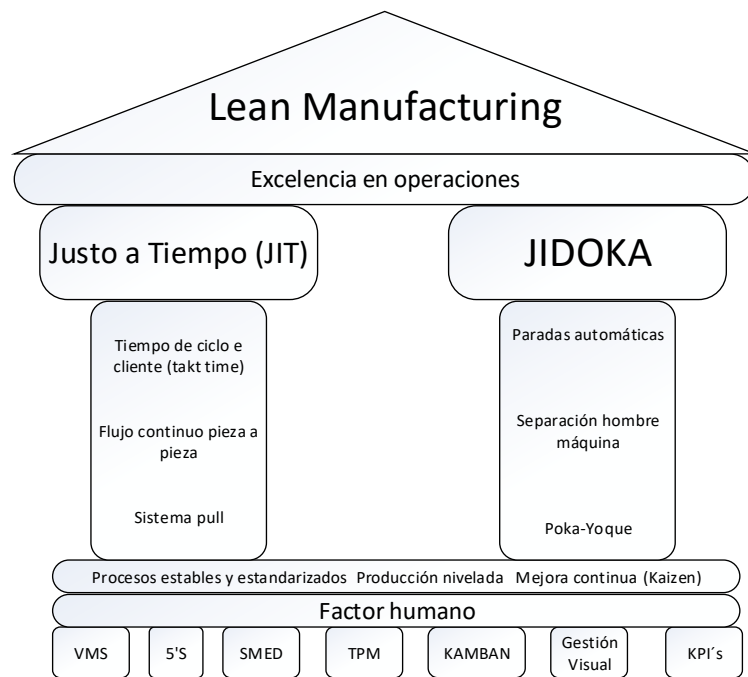 Lean Manufacturing
Excelencia en operaciones
Justo a Tiempo (JIT)
JIDOKA
Tiempo de ciclo e
cliente (takt time)
Flujo continuo pieza a
pieza
Sistema pull
Paradas automáticas
Separación hombre
máquina
Poka-Yoque
Procesos estables y estandarizados Producción nivelada Mejora continua (Kaizen)
Factor humano
VMS
5'S
SMED
TPM
KAMBAN
Gestión
Visual
KPI´s